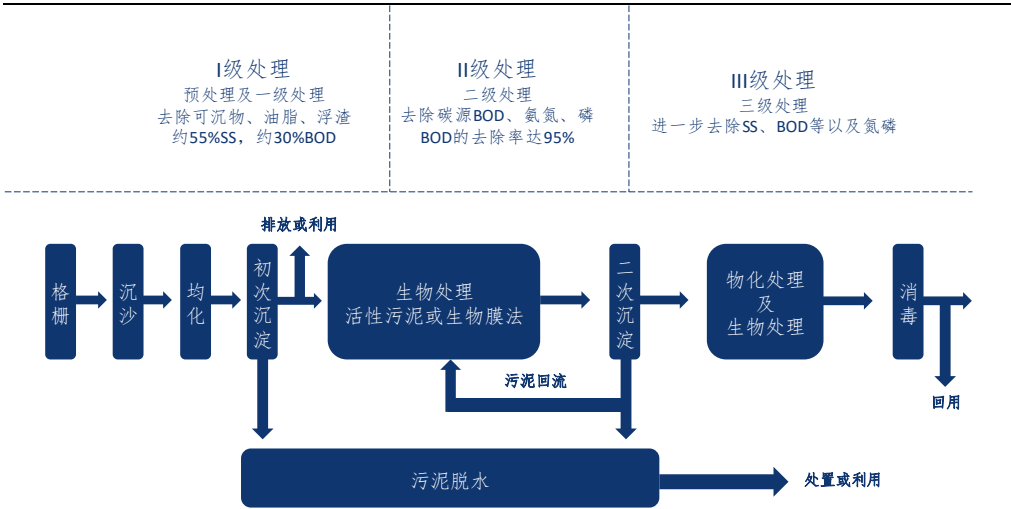 I级处理
预处理及一级处理
去除可沉物、油脂、浮渣
约55%SS，约30%BOD
II级处理
二级处理
去除碳源BOD、氨氮、磷
BOD的去除率达95%
III级处理
三级处理
进一步去除SS、BOD等以及氮磷
排放或利用
格栅
沉沙
均化
初次沉淀
生物处理
活性污泥或生物膜法
二次沉淀
物化处理
及
生物处理
消毒
污泥回流
回用
污泥脱水
处置或利用